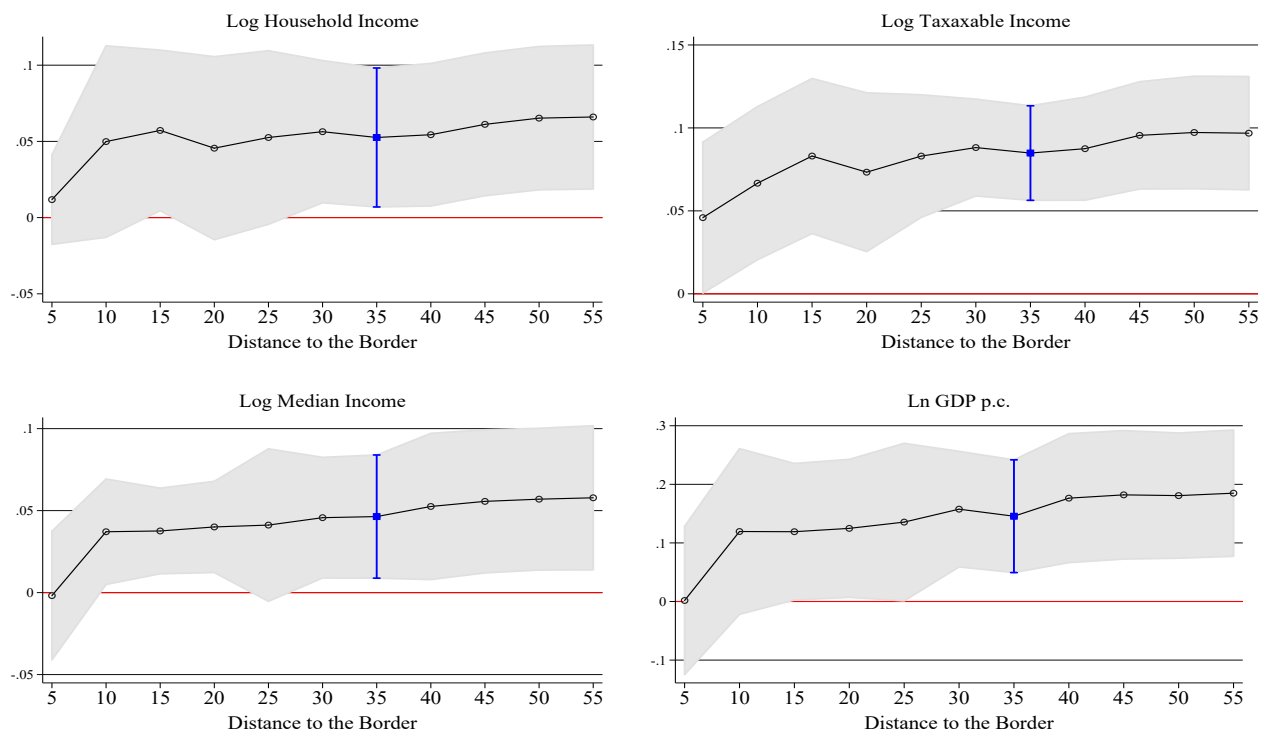 Log Household Income
.1
.05
0
-.05
5 10 15 20 25 30 35 40 45 50 55
Distance to the Border
Log Taxaxable Income
.15
.1
.05
0
5 10 15 20 25 30 35 40 45 50 55
Distance to the Border
Log Median Income
.1
.05
0
-.05
5 10 15 20 25 30 35 40 45 50 55
Distance to the Border
Ln GDP p.c.
.3
.2
.1
0
-.1
5 10 15 20 25 30 35 40 45 50 55
Distance to the Border